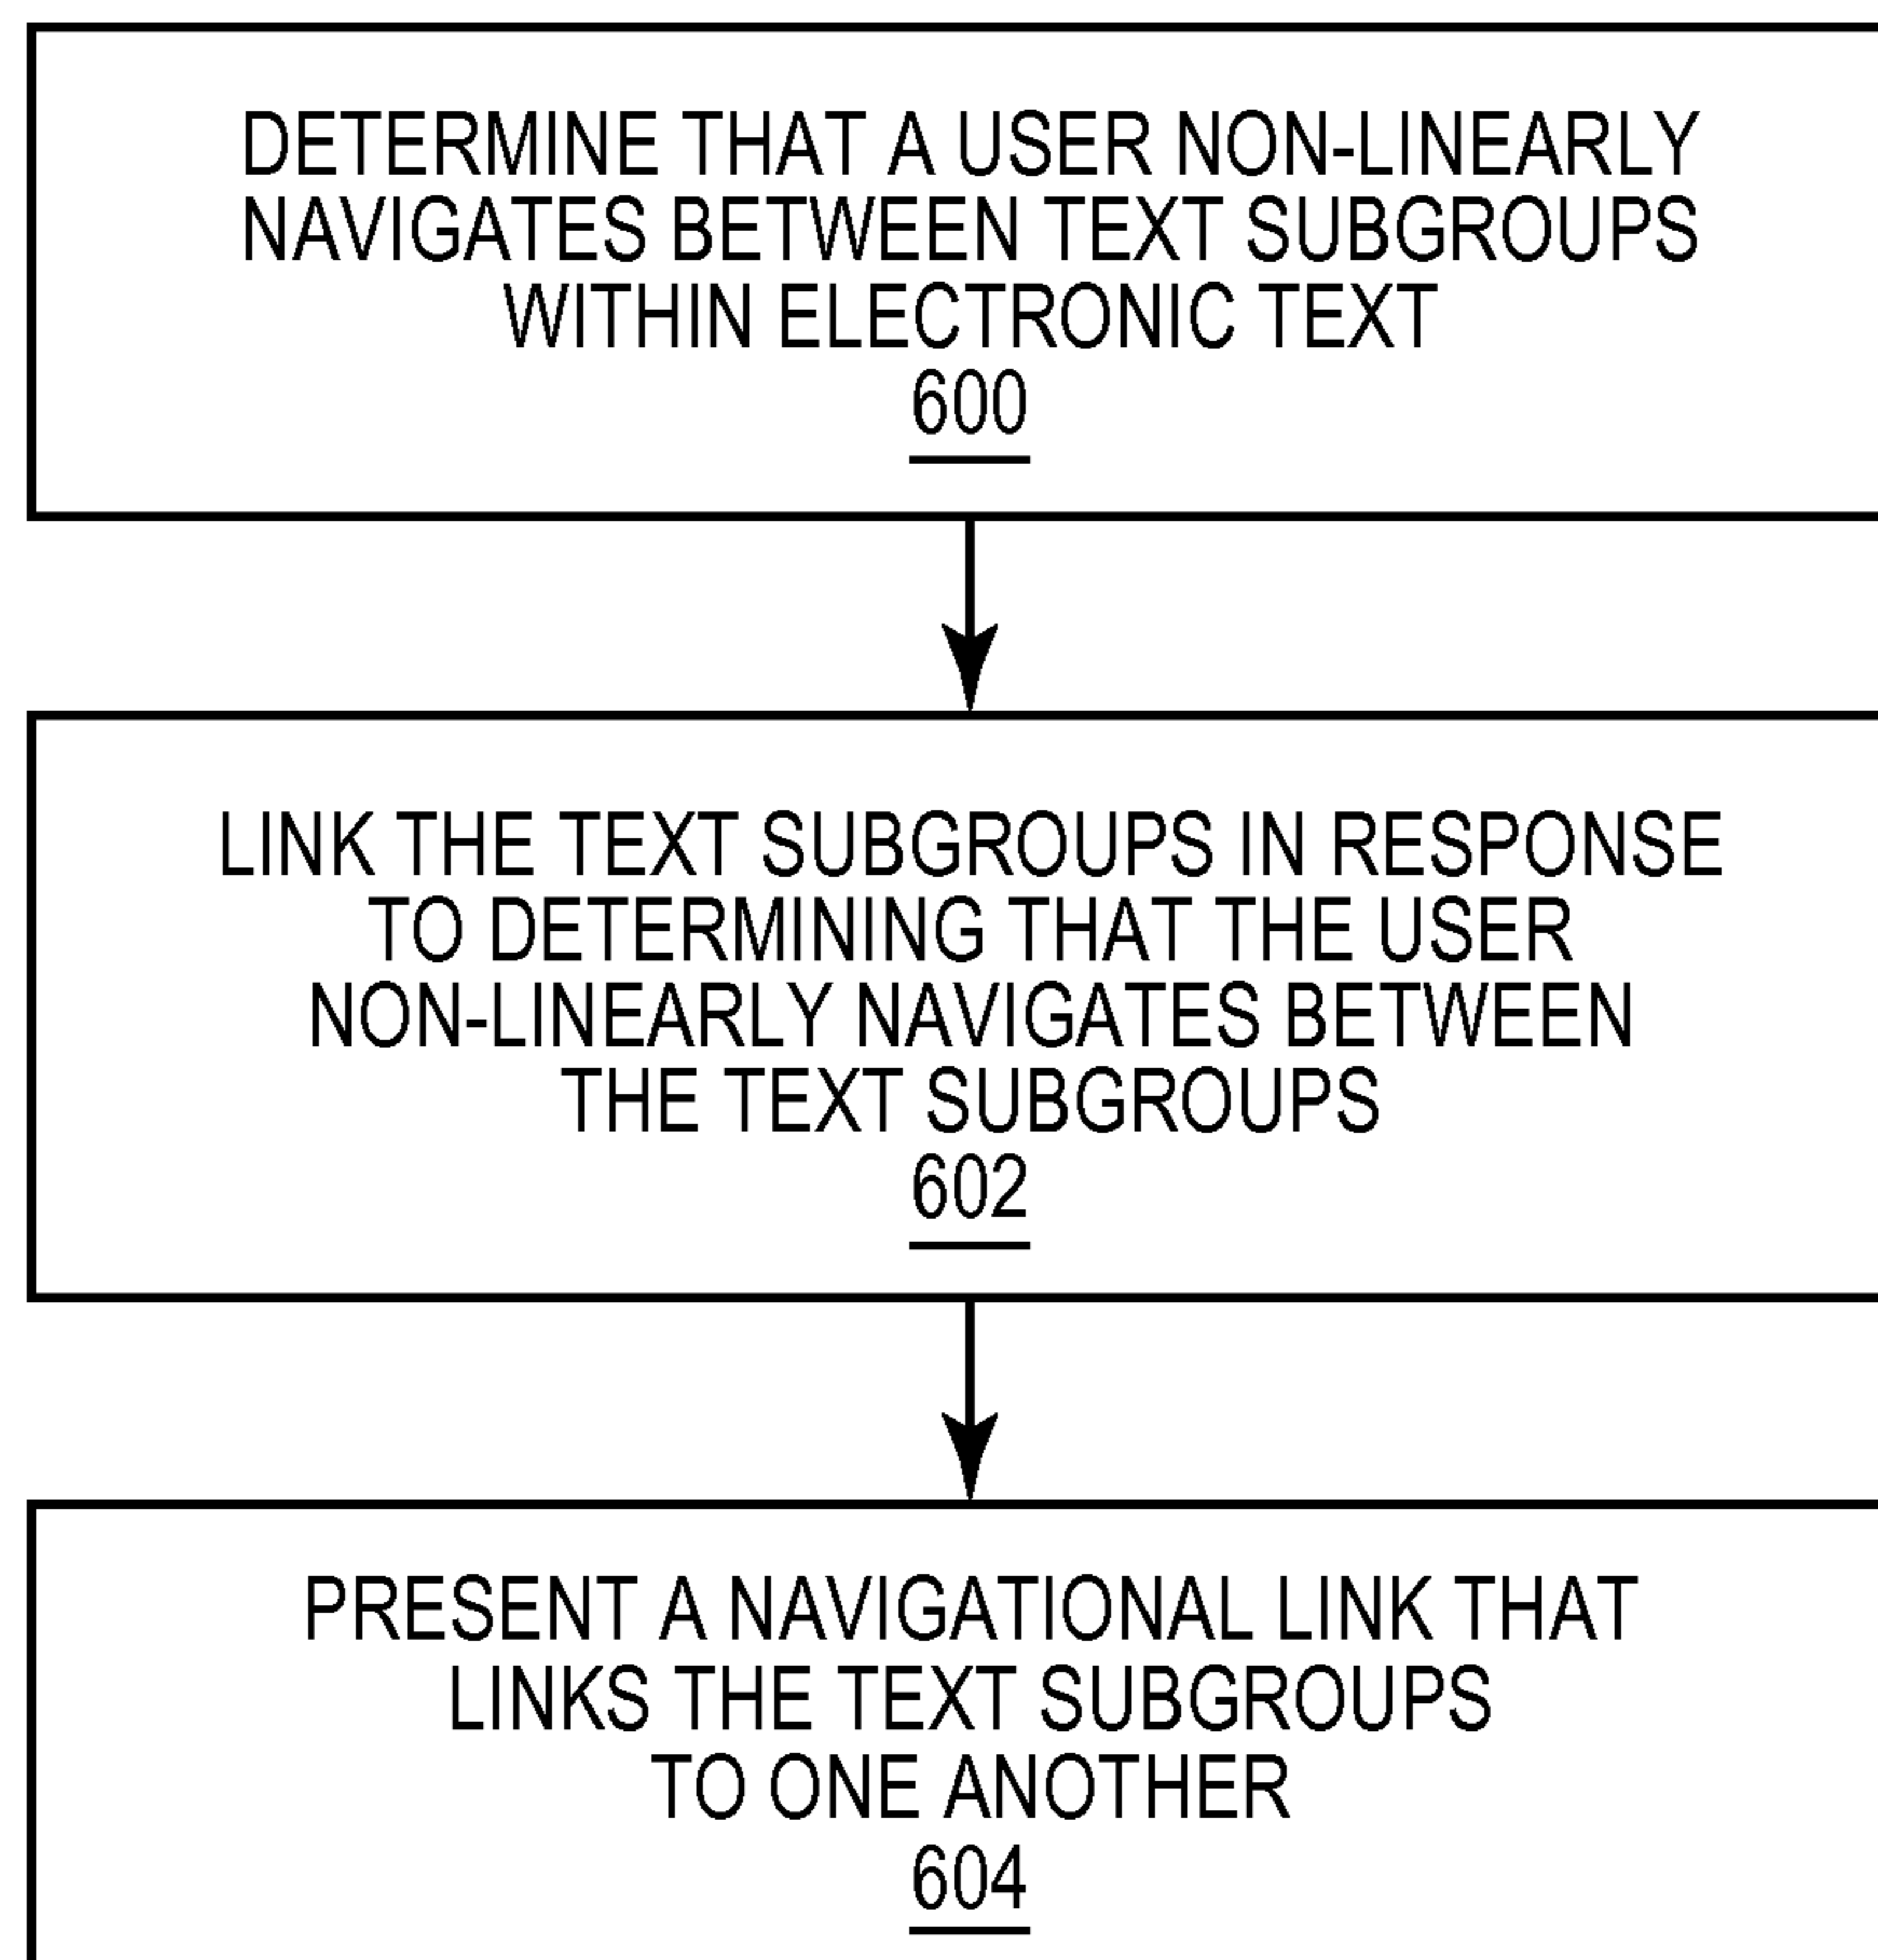 DETERMINE THAT A USER NON-LINEARLY
NAVIGATES BETWEEN TEXT SUBGROUPS
WITHIN ELECTRONIC TEXT
600
LINK THE TEXT SUBGROUPS IN RESPONSE
TO DETERMINING THAT THE USER
NON-LINEARLY NAVIGATES BETWEEN
THE TEXT SUBGROUPS
602
PRESENT A NAVIGATIONAL LINK THAT
LINKS THE TEXT SUBGROUPS
TO ONE ANOTHER
604